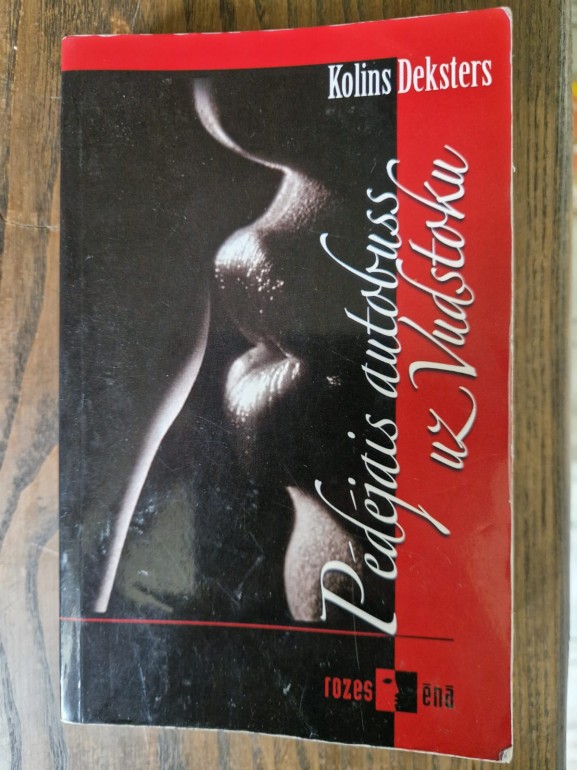 Kolins Deksters
Pēdējais autobuss
uz Vudstoku
rozes ēnā